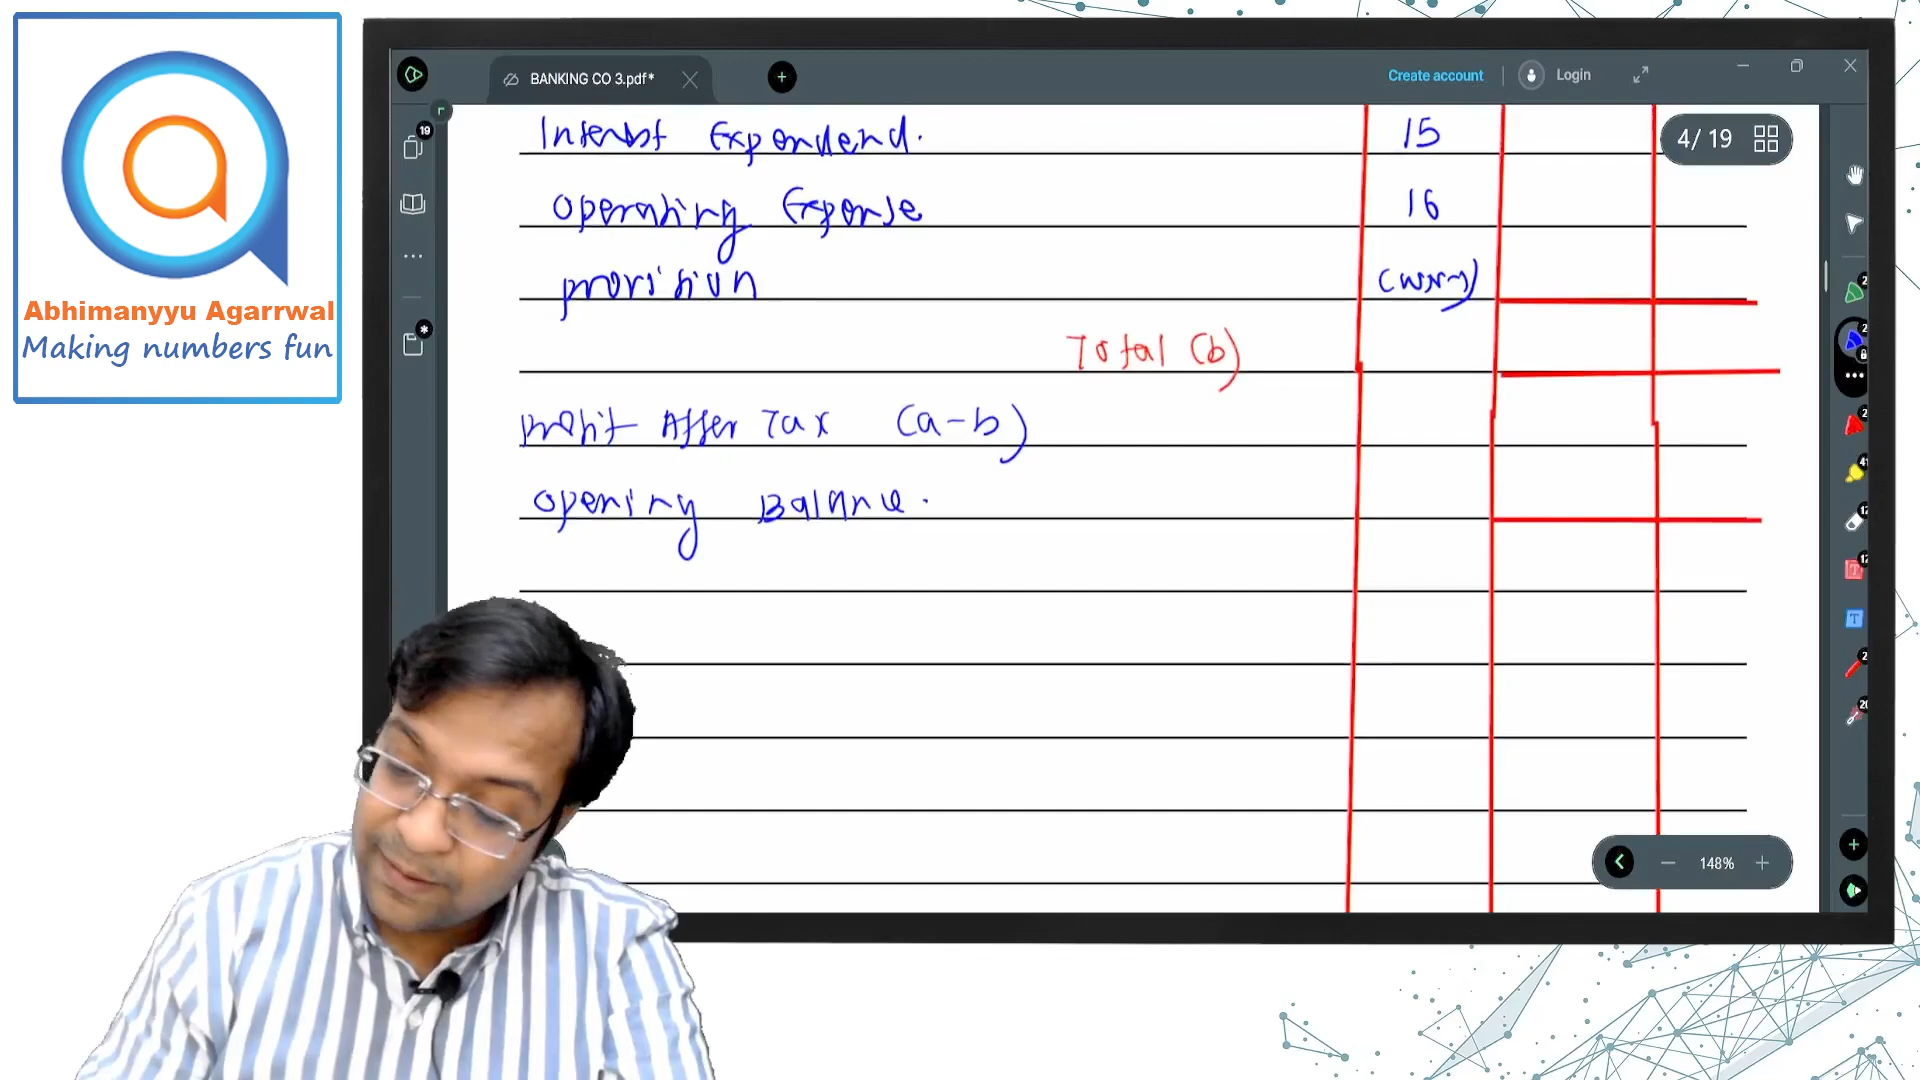 BANKING CO 3.pdf*
Create account
Login
19
4/ 19
Interest Expended. 15
Operating Expense 16
provision
Total (b)
profit After Tax (a-b)
opening Balance.
148%
Abhimanyyu Agarrwal
Making numbers fun